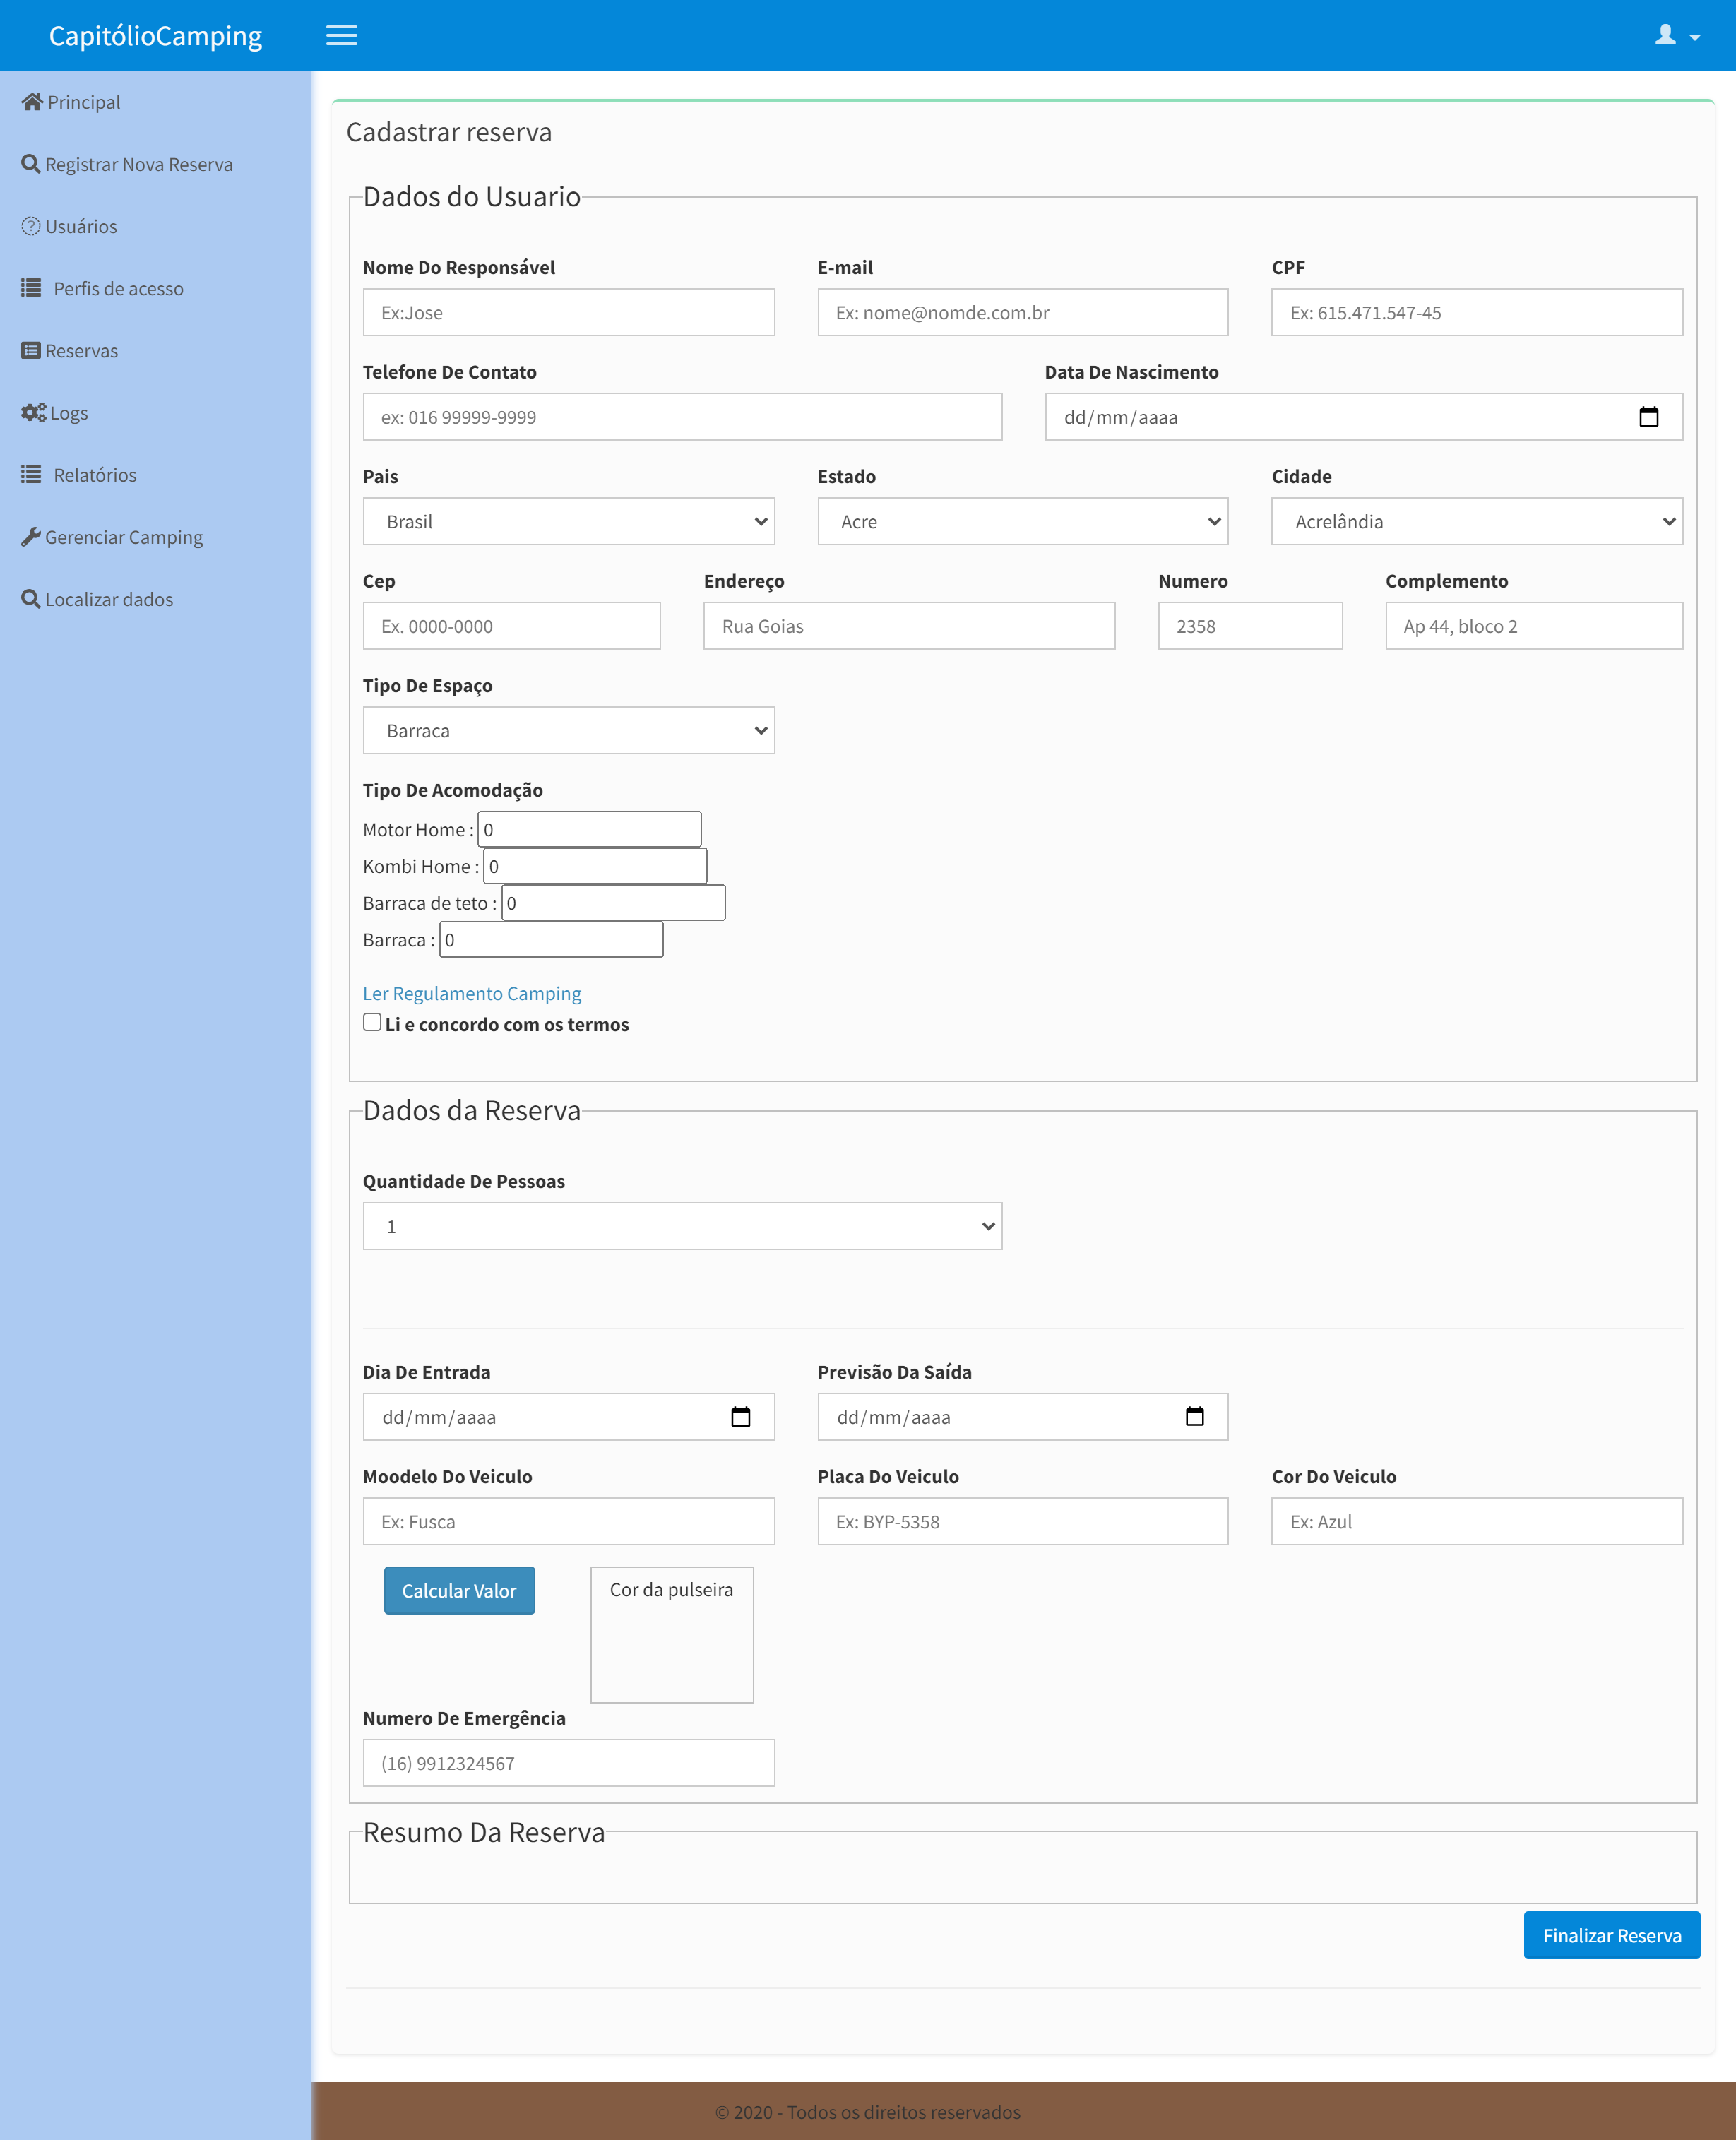 CapitólioCamping
Principal
Registrar Nova Reserva
Usuários
Perfis de acesso
Reservas
Logs
Relatórios
Gerenciar Camping
Localizar dados
Cadastrar reserva
Dados do Usuario
Nome Do Responsável E-mail CPF
Ex:Jose Ex: nome@nomde.com.br Ex: 615.471.547-45
Telefone De Contato Data De Nascimento
ex: 016 99999-9999 dd/mm/aaaa
Pais Estado Cidade
Brasil Acre Acrelândia
Cep Endereço Numero Complemento
Ex. 0000-0000 Rua Goias 2358 Ap 44, bloco 2
Tipo De Espaço
Barraca
Tipo De Acomodação
Motor Home : 0
Kombi Home : 0
Barraca de teto : 0
Barraca : 0
Ler Regulamento Camping
Li e concordo com os termos
Dados da Reserva
Quantidade De Pessoas
1
Dia De Entrada Previsão Da Saída
dd/mm/aaaa dd/mm/aaaa
Moodelo Do Veiculo Placa Do Veiculo Cor Do Veiculo
Ex: Fusca Ex: BYP-5358 Ex: Azul
Calcular Valor Cor da pulseira
Numero De Emergência
(16) 9912324567
Resumo Da Reserva
Finalizar Reserva
© 2020 - Todos os direitos reservados